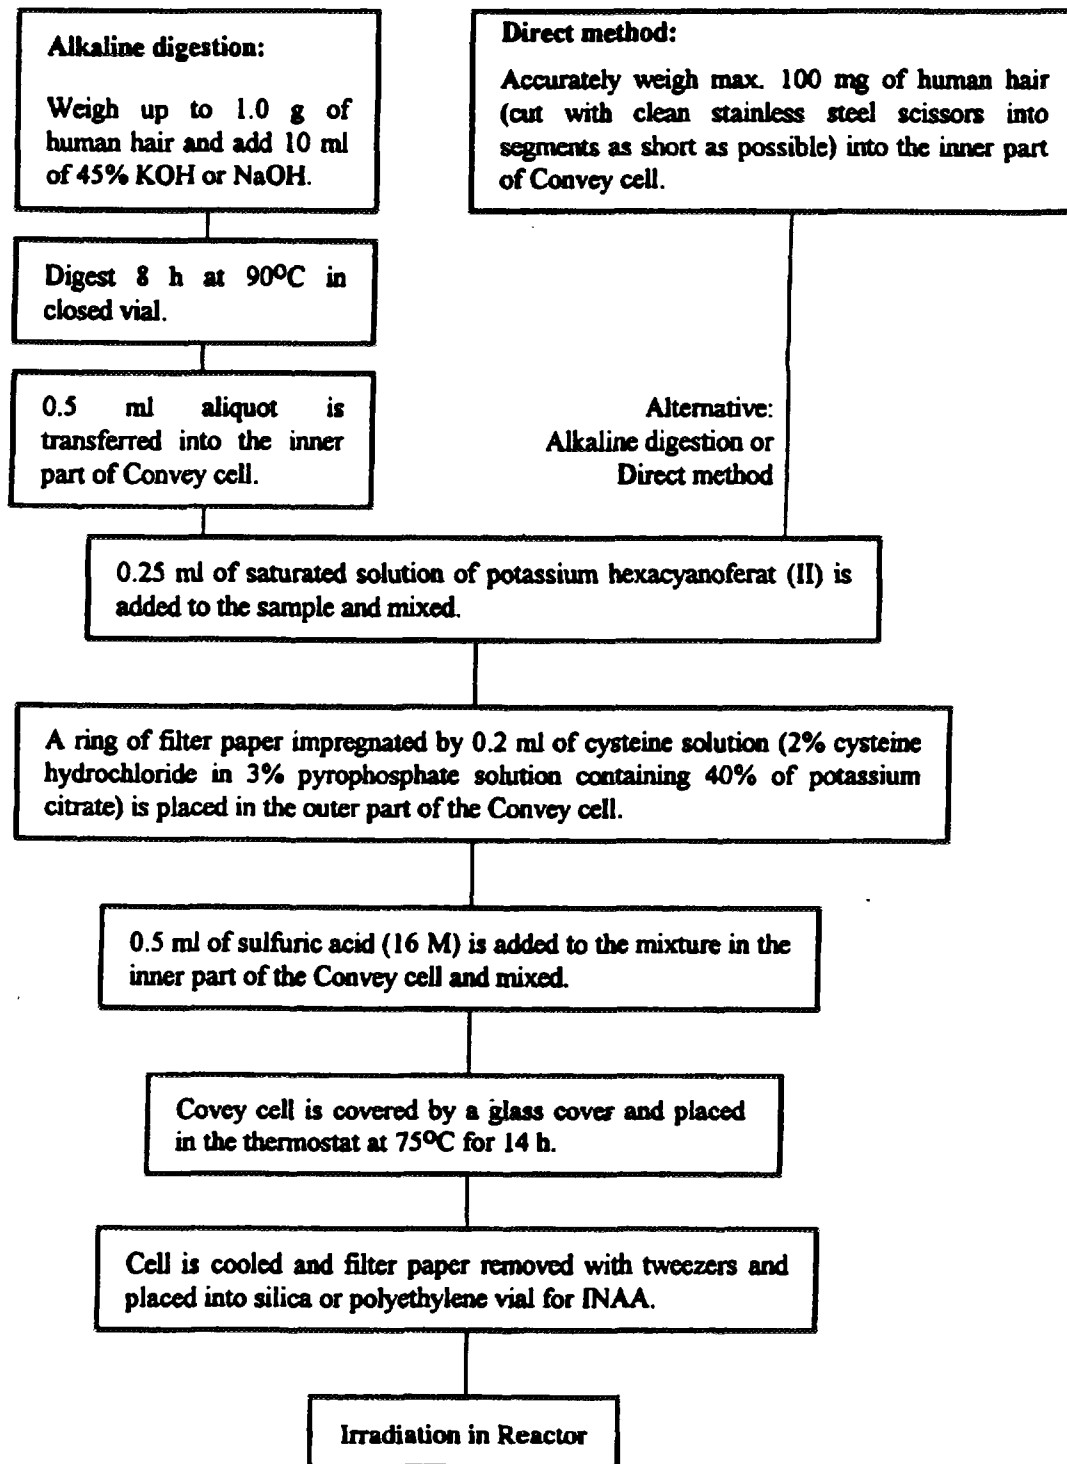 Alkaline digestion:
Weigh up to 1.0 g of
human hair and add 10 ml
of 45% KOH or NaOH.
Digest 8 h at 90°C in
closed vial.
0.5 ml aliquot is
transferred into the inner
part of Convey cell.
Direct method:
Accurately weigh max. 100 mg of human hair
(cut with clean stainless steel scissors into
segments as short as possible) into the inner part
of Convey cell.
Alternative:
Alkaline digestion or
Direct method
0.25 ml of saturated solution of potassium hexacyanoferat (II) is
added to the sample and mixed.
A ring of filter paper impregnated by 0.2 ml of cysteine solution (2% cysteine
hydrochloride in 3% pyrophosphate solution containing 40% of potassium
citrate) is placed in the outer part of the Convey cell.
0.5 ml of sulfuric acid (16 M) is added to the mixture in the
inner part of the Convey cell and mixed.
Covey cell is covered by a glass cover and placed
in the thermostat at 75°C for 14 h.
Cell is cooled and filter paper removed with tweezers and
placed into silica or polyethylene vial for INAA.
Irradiation in Reactor